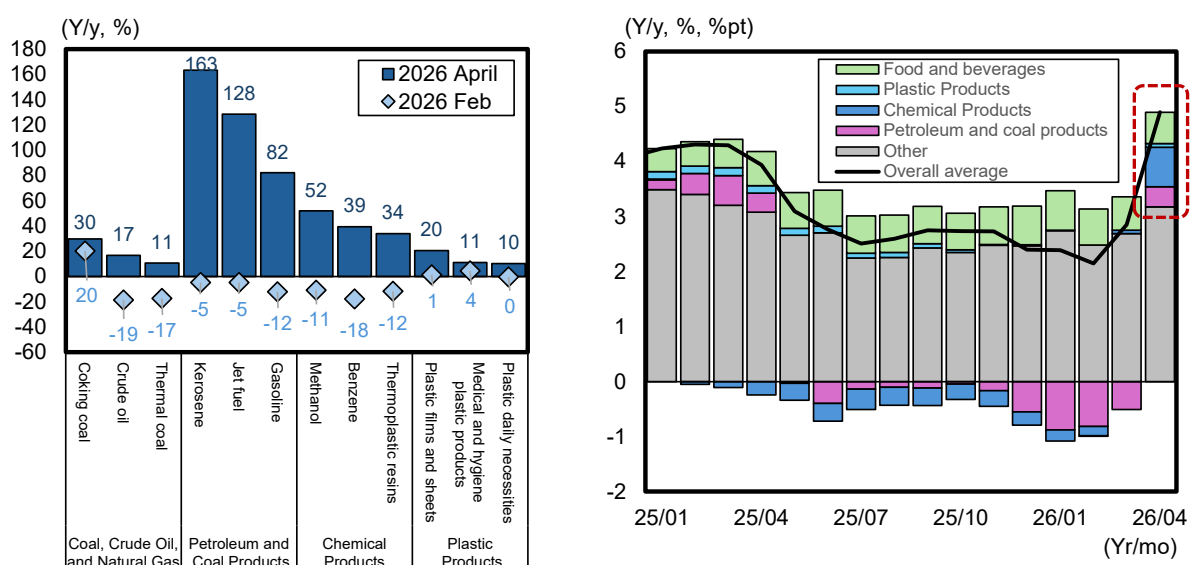 (Y/y, %)
180
160
140
120
100
80
60
40
20
0
-20
-40
-60
2026 April
2026 Feb
163
128
82
52
39
34
30
17
11
20
11
10
20
-19
-17
-5
-5
-12
-11
-18
-12
1
4
0
Coking coal
Crude oil
Thermal coal
Kerosene
Jet fuel
Gasoline
Methanol
Benzene
Thermoplastic resins
Plastic films and sheets
Medical and hygiene
plastic products
Plastic daily necessities
Coal, Crude Oil,
and Natural Gas
Petroleum and
Coal Products
Chemical
Products
Plastic
Products
(Y/y, %, %pt)
6
5
4
3
2
1
0
-1
-2
Food and beverages
Plastic Products
Chemical Products
Petroleum and coal products
Other
Overall average
25/01
25/04
25/07
25/10
26/01
26/04
(Yr/mo)